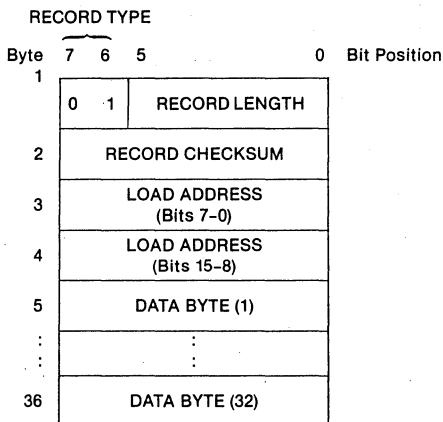 RECORD TYPE
Byte 7 6 5 0 Bit Position
1
0 1 RECORD LENGTH
2 RECORD CHECKSUM
3 LOAD ADDRESS
(Bits 7-0)
4 LOAD ADDRESS
(Bits 15-8)
5 DATA BYTE (1)
36 DATA BYTE (32)